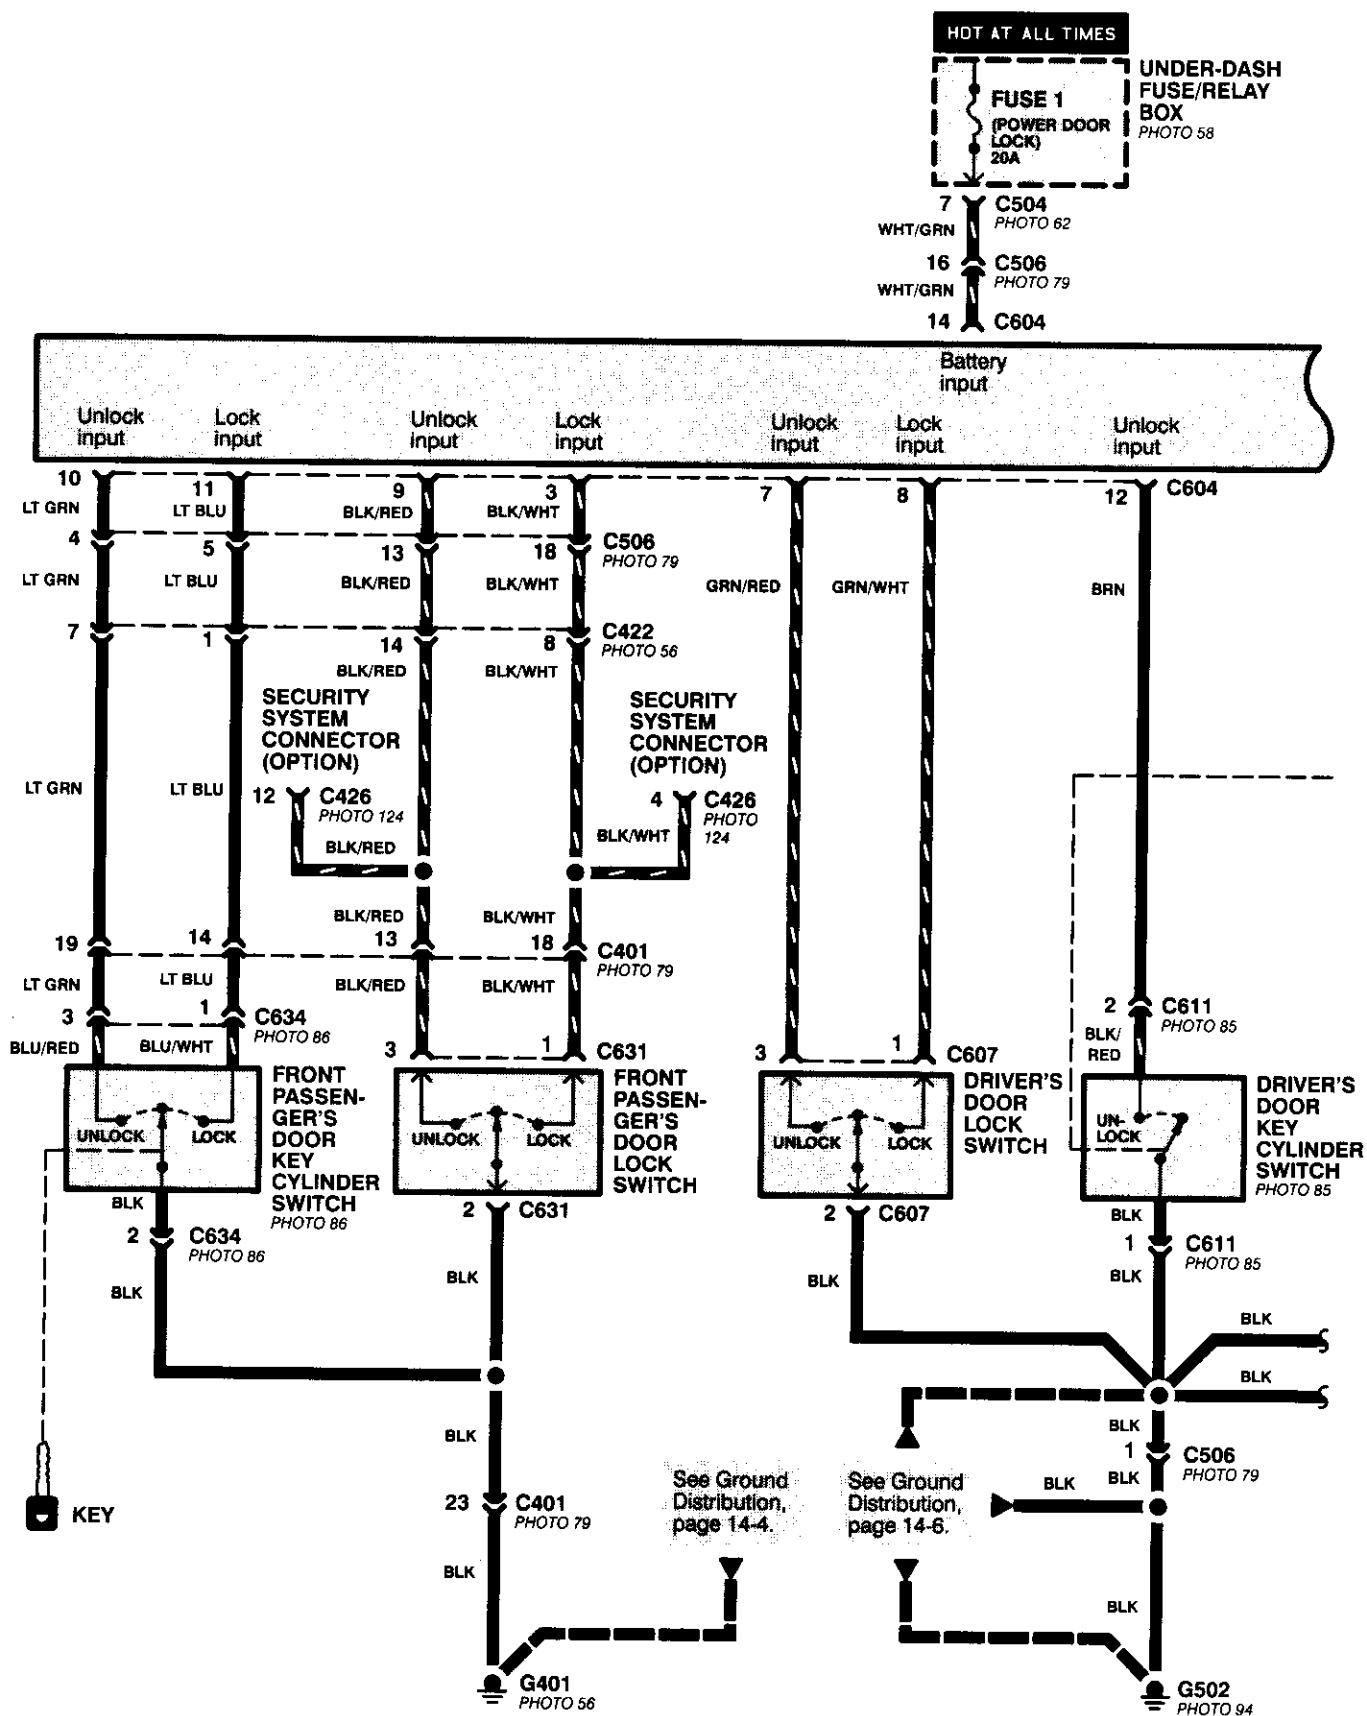 HOT AT ALL TIMES
UNDER-DASH
FUSE/RELAY
BOX
PHOTO 58
FUSE 1
(POWER DOOR
LOCK)
20A
7
C504
PHOTO 62
WHT/GRN
16
C506
PHOTO 79
WHT/GRN
14
C604
Battery
input
Unlock
input
Lock
input
Unlock
input
Lock
input
Unlock
input
Lock
input
Unlock
input
10
11
9
3
7
8
12
C604
LT GRN
LT BLU
BLK/RED
BLK/WHT
4
5
13
18
C506
PHOTO 79
LT GRN
LT BLU
BLK/RED
BLK/WHT
GRN/RED
GRN/WHT
BRN
7
1
14
8
C422
PHOTO 56
BLK/RED
BLK/WHT
SECURITY
SYSTEM
CONNECTOR
(OPTION)
SECURITY
SYSTEM
CONNECTOR
(OPTION)
LT GRN
LT BLU
12
C426
PHOTO 124
4
C426
PHOTO
124
BLK/RED
BLK/WHT
BLK/RED
BLK/WHT
19
14
13
18
C401
PHOTO 79
LT GRN
LT BLU
BLK/RED
BLK/WHT
3
1
C634
PHOTO 86
2
C611
PHOTO 85
BLU/RED
BLU/WHT
BLK/
RED
3
1
C631
3
1
C607
UNLOCK
LOCK
FRONT
PASSEN-
GER'S
DOOR
KEY
CYLINDER
SWITCH
PHOTO 86
UNLOCK
LOCK
FRONT
PASSEN-
GER'S
DOOR
LOCK
SWITCH
UNLOCK
LOCK
DRIVER'S
DOOR
LOCK
SWITCH
UN-
LOCK
DRIVER'S
DOOR
KEY
CYLINDER
SWITCH
PHOTO 85
BLK
2
C634
PHOTO 86
BLK
2
C631
BLK
2
C607
BLK
BLK
1
C611
PHOTO 85
BLK
BLK
BLK
BLK
BLK
1
C506
PHOTO 79
BLK
BLK
See Ground
Distribution,
page 14-4.
See Ground
Distribution,
page 14-6.
23
C401
PHOTO 79
KEY
BLK
BLK
G401
PHOTO 56
G502
PHOTO 94